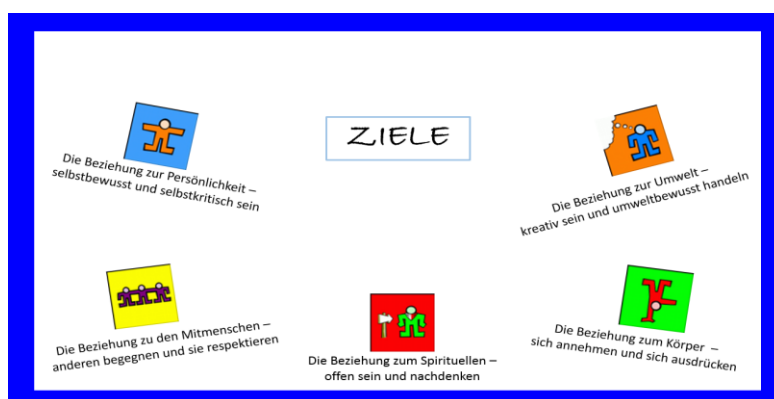 ZIELE
Die Beziehung zur Persönlichkeit –
selbstbewusst und selbstkritisch sein
Die Beziehung zur Umwelt –
kreativ sein und umweltbewusst handeln
Die Beziehung zu den Mitmenschen –
anderen begegnen und sie respektieren
Die Beziehung zum Spirituellen –
offen sein und nachdenken
Die Beziehung zum Körper –
sich annehmen und sich ausdrücken